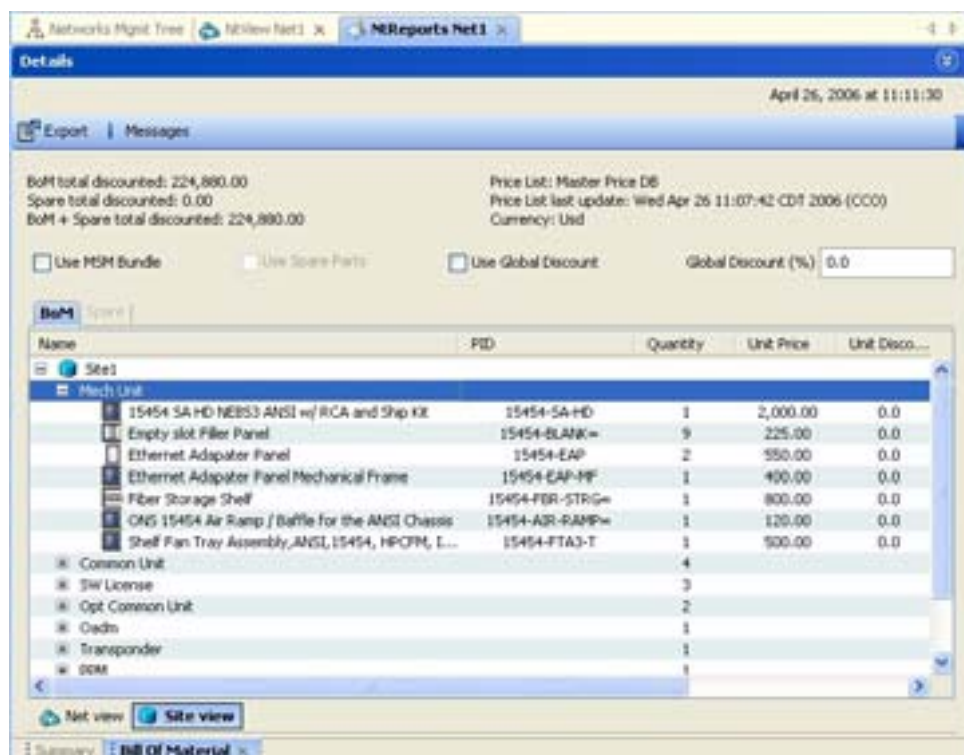 Networks Mgmt Tree NtView Net1 NtReports Net1
Details
April 26, 2006 at 11:11:30
Export | Messages
BoM total discounted: 224,880.00
Spare total discounted: 0.00
BoM + Spare total discounted: 224,880.00
Price List: Master Price DB
Price List last update: Wed Apr 26 11:07:42 CDT 2006 (CCO)
Currency: Usd
Use MSM Bundle Use Spare Parts Use Global Discount Global Discount (%) 0.0
BoM Spare
Name PID Quantity Unit Price Unit Disco...
Site1
Mech Unit
15454 SA HD NEBS3 ANSI w/ RCA and Ship Kit 15454-SA-HD 1 2,000.00 0.0
Empty slot Filler Panel 15454-BLANK= 9 225.00 0.0
Ethernet Adapater Panel 15454-EAP 2 550.00 0.0
Ethernet Adapater Panel Mechanical Frame 15454-EAP-MF 1 400.00 0.0
Fiber Storage Shelf 15454-FBR-STRG= 1 800.00 0.0
ONS 15454 Air Ramp / Baffle for the ANSI Chassis 15454-AIR-RAMP= 1 120.00 0.0
Shelf Fan Tray Assembly,ANSI,15454, HPCFM, I... 15454-FTA3-T 1 500.00 0.0
Common Unit 4
SW License 3
Opt Common Unit 2
Oadm 1
Transponder 1
1
Net view Site view
Summary Bill Of Material